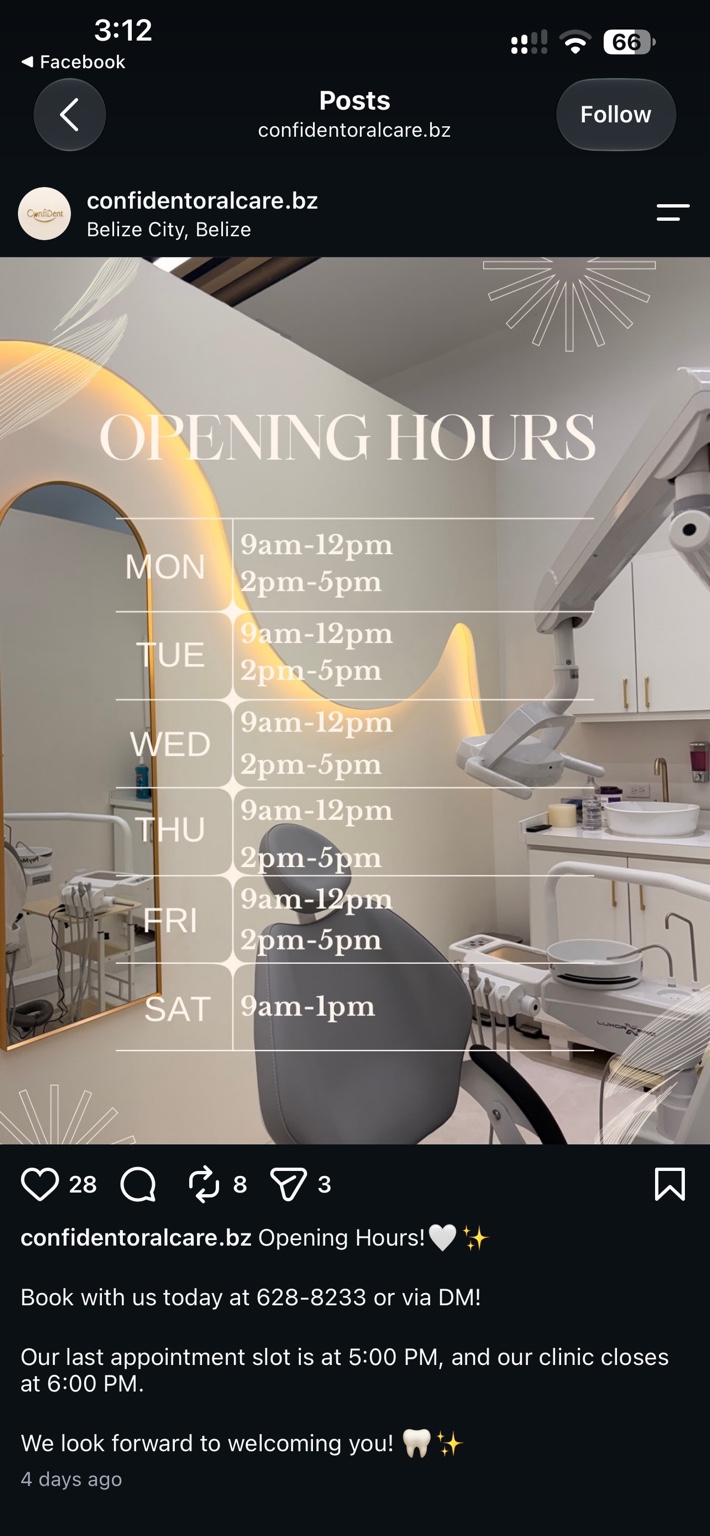 3:12
66
Facebook
Posts
confidentoralcare.bz
Follow
ConfiDent
confidentoralcare.bz
Belize City, Belize
OPENING HOURS
MON
9am-12pm
2pm-5pm
TUE
9am-12pm
2pm-5pm
WED
9am-12pm
2pm-5pm
THU
9am-12pm
2pm-5pm
FRI
9am-12pm
2pm-5pm
SAT
9am-1pm
28
8
3
confidentoralcare.bz Opening Hours!🤍✨
Book with us today at 628-8233 or via DM!
Our last appointment slot is at 5:00 PM, and our clinic closes
at 6:00 PM.
We look forward to welcoming you! 🦷✨
4 days ago